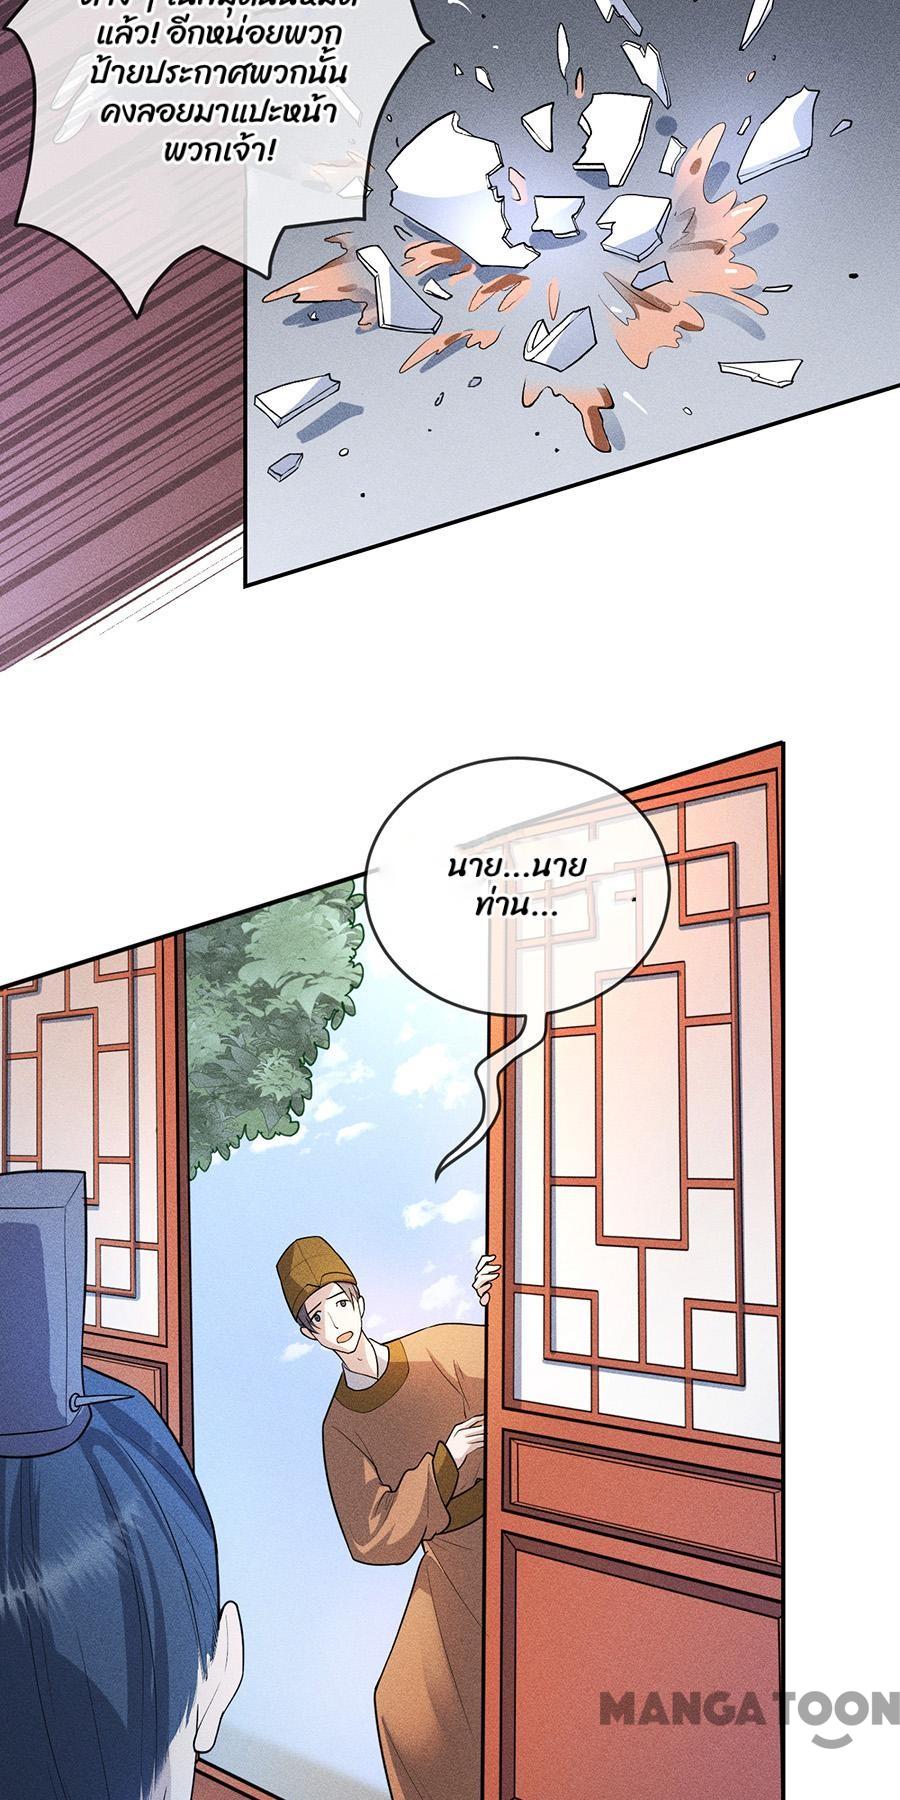 แล้ว! อีกหน่อยพวก
ป้ายประกาศพวกนั้น
คงลอยมาแปะหน้า
พวกเจ้า!
นาย...นาย
ท่าน...
MANGATOON